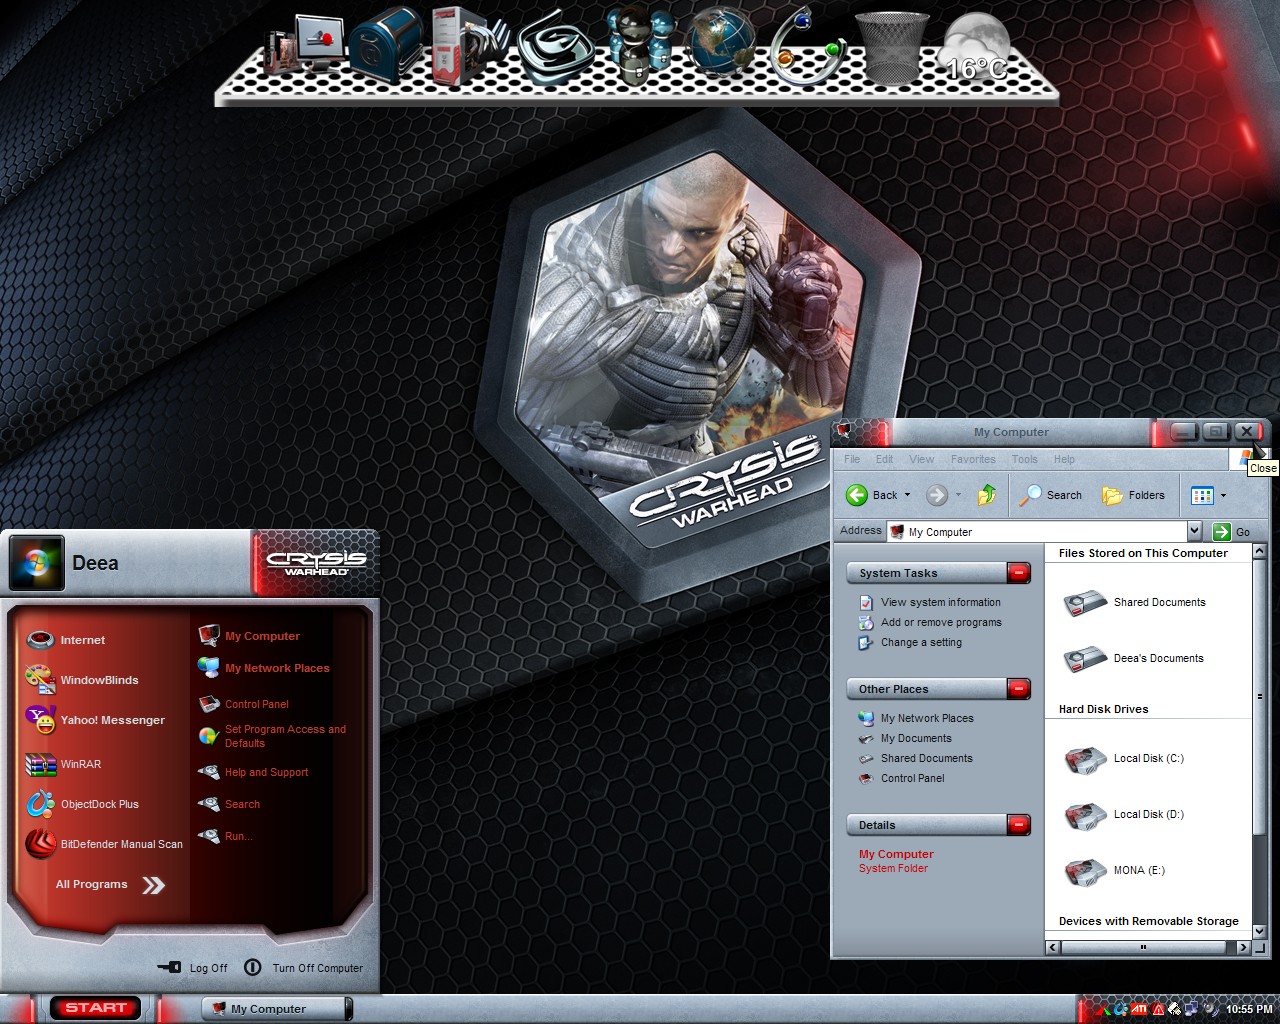 16°C
CRYSIS
WARHEAD
My Computer
File Edit View Favorites Tools Help
Close
Back Search Folders
Address My Computer Go
System Tasks
View system information
Add or remove programs
Change a setting
Other Places
My Network Places
My Documents
Shared Documents
Control Panel
Details
My Computer
System Folder
Files Stored on This Computer
Shared Documents
Deea's Documents
Hard Disk Drives
Local Disk (C:)
Local Disk (D:)
MONA (E:)
Devices with Removable Storage
Deea
CRYSIS
WARHEAD
Internet
WindowBlinds
Yahoo! Messenger
WinRAR
ObjectDock Plus
BitDefender Manual Scan
All Programs
My Computer
My Network Places
Control Panel
Set Program Access and
Defaults
Help and Support
Search
Run...
Log Off Turn Off Computer
START My Computer ATI 10:55 PM